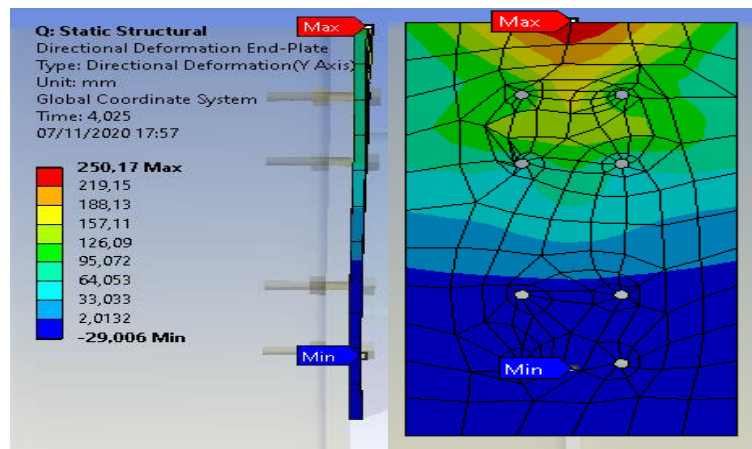 Q: Static Structural
Directional Deformation End-Plate
Type: Directional Deformation(Y Axis)
Unit: mm
Global Coordinate System
Time: 4,025
07/11/2020 17:57
250,17 Max
219,15
188,13
157,11
126,09
95,072
64,053
33,033
2,0132
-29,006 Min
Max
Min
Max
Min